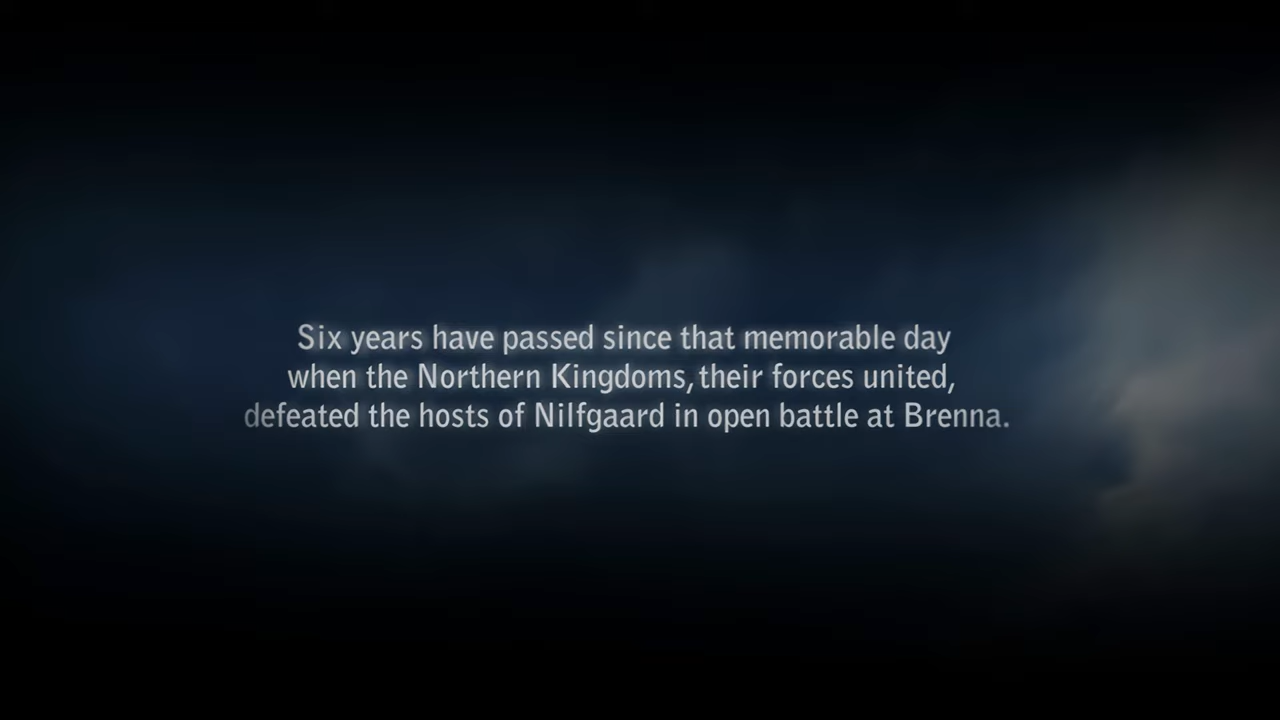 Six years have passed since that memorable day
when the Northern Kingdoms, their forces united,
defeated the hosts of Nilfgaard in open battle at Brenna.